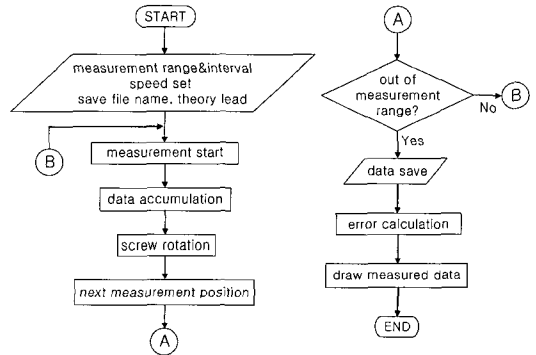 START
measurement range&interval
speed set
save file name, theory lead
B
measurement start
data accumulation
screw rotation
next measurement position
A
A
out of
measurement
range?
No
B
Yes
data save
error calculation
draw measured data
END